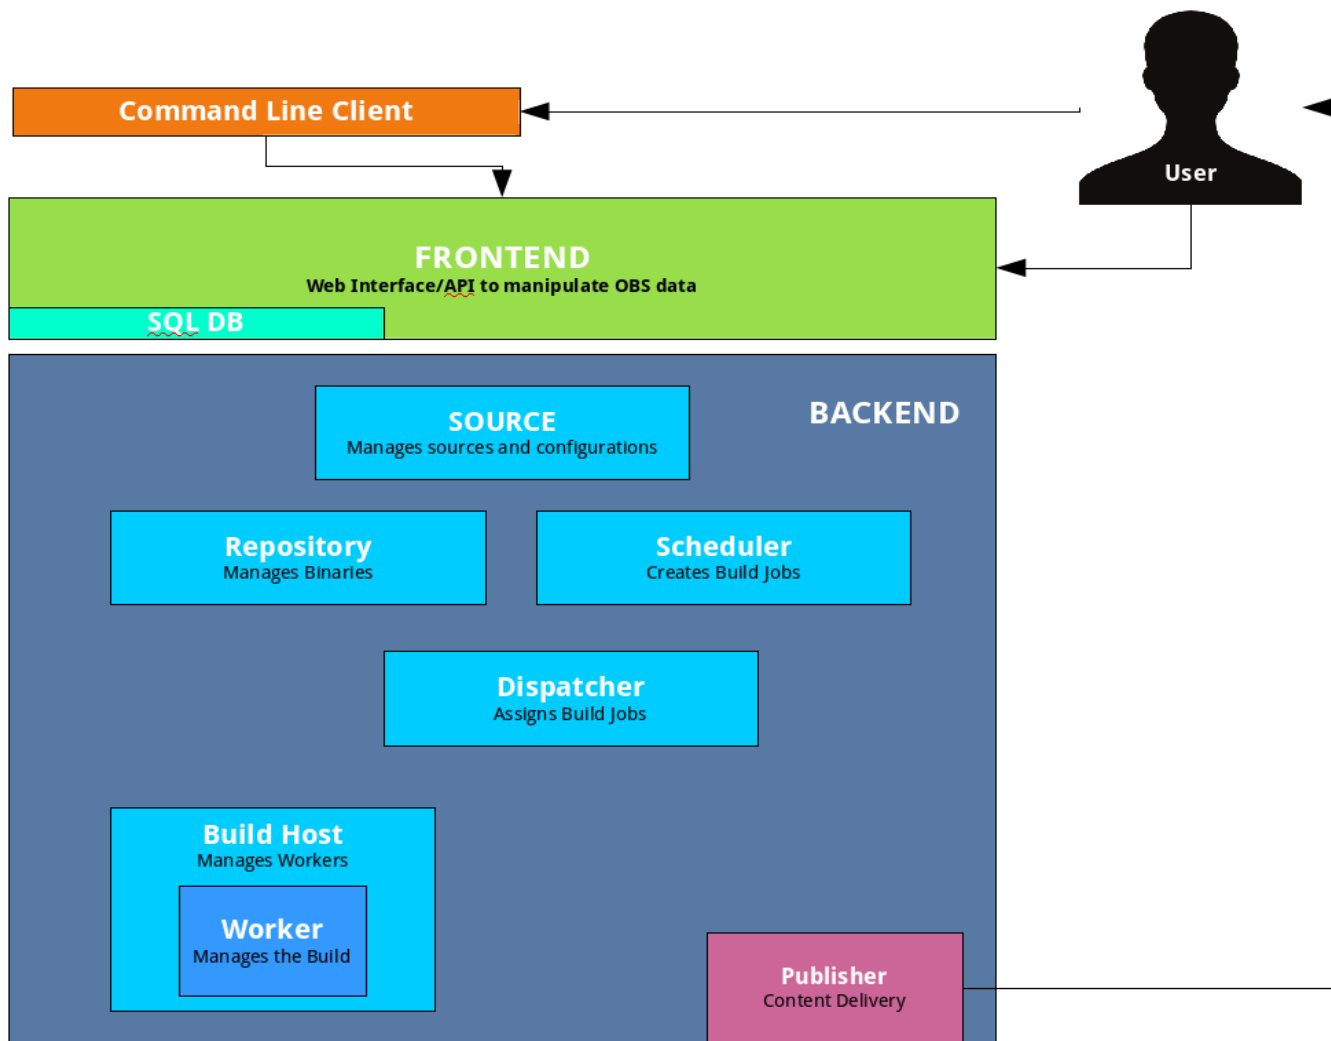 Command Line Client
User
FRONTEND
Web Interface/API to manipulate OBS data
SQL DB
BACKEND
SOURCE
Manages sources and configurations
Repository
Manages Binaries
Scheduler
Creates Build Jobs
Dispatcher
Assigns Build Jobs
Build Host
Manages Workers
Worker
Manages the Build
Publisher
Content Delivery